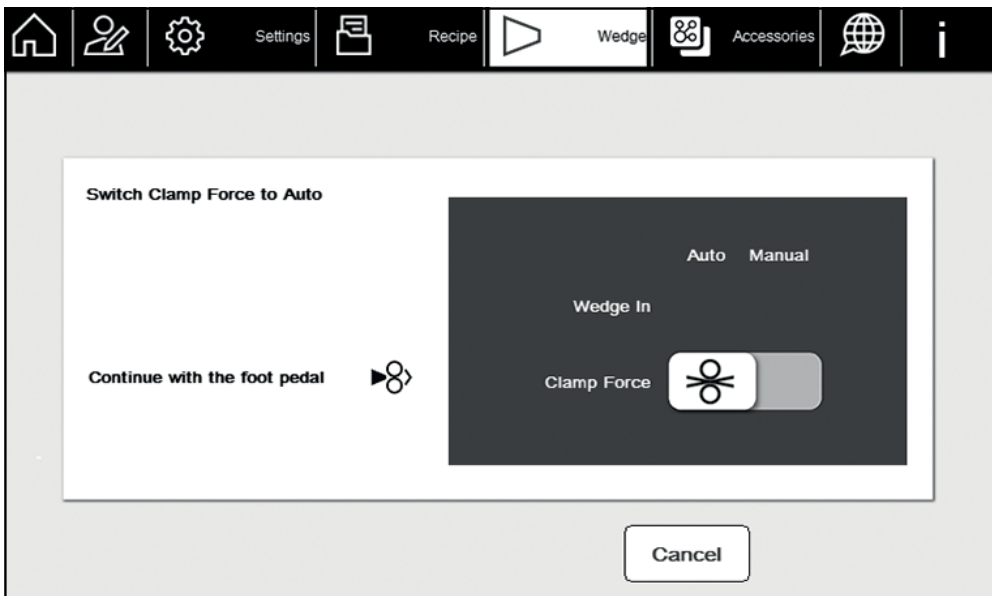 Settings
Recipe
Wedge
Accessories
i
Switch Clamp Force to Auto
Auto Manual
Wedge In
Continue with the foot pedal
Clamp Force
Cancel